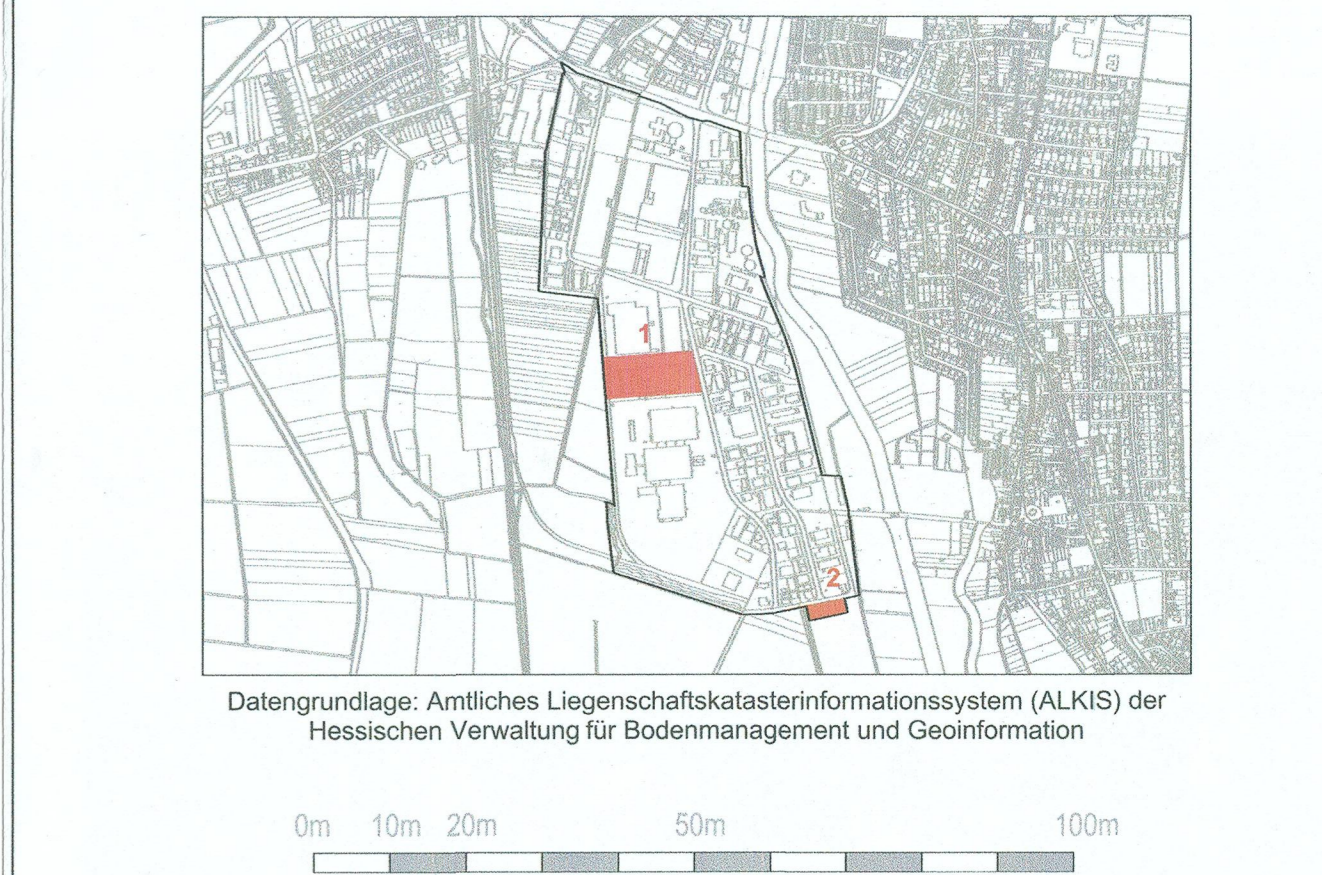 1
2
Datengrundlage: Amtliches Liegenschaftskatasterinformationssystem (ALKIS) der
Hessischen Verwaltung für Bodenmanagement und Geoinformation
0m 10m 20m 50m 100m